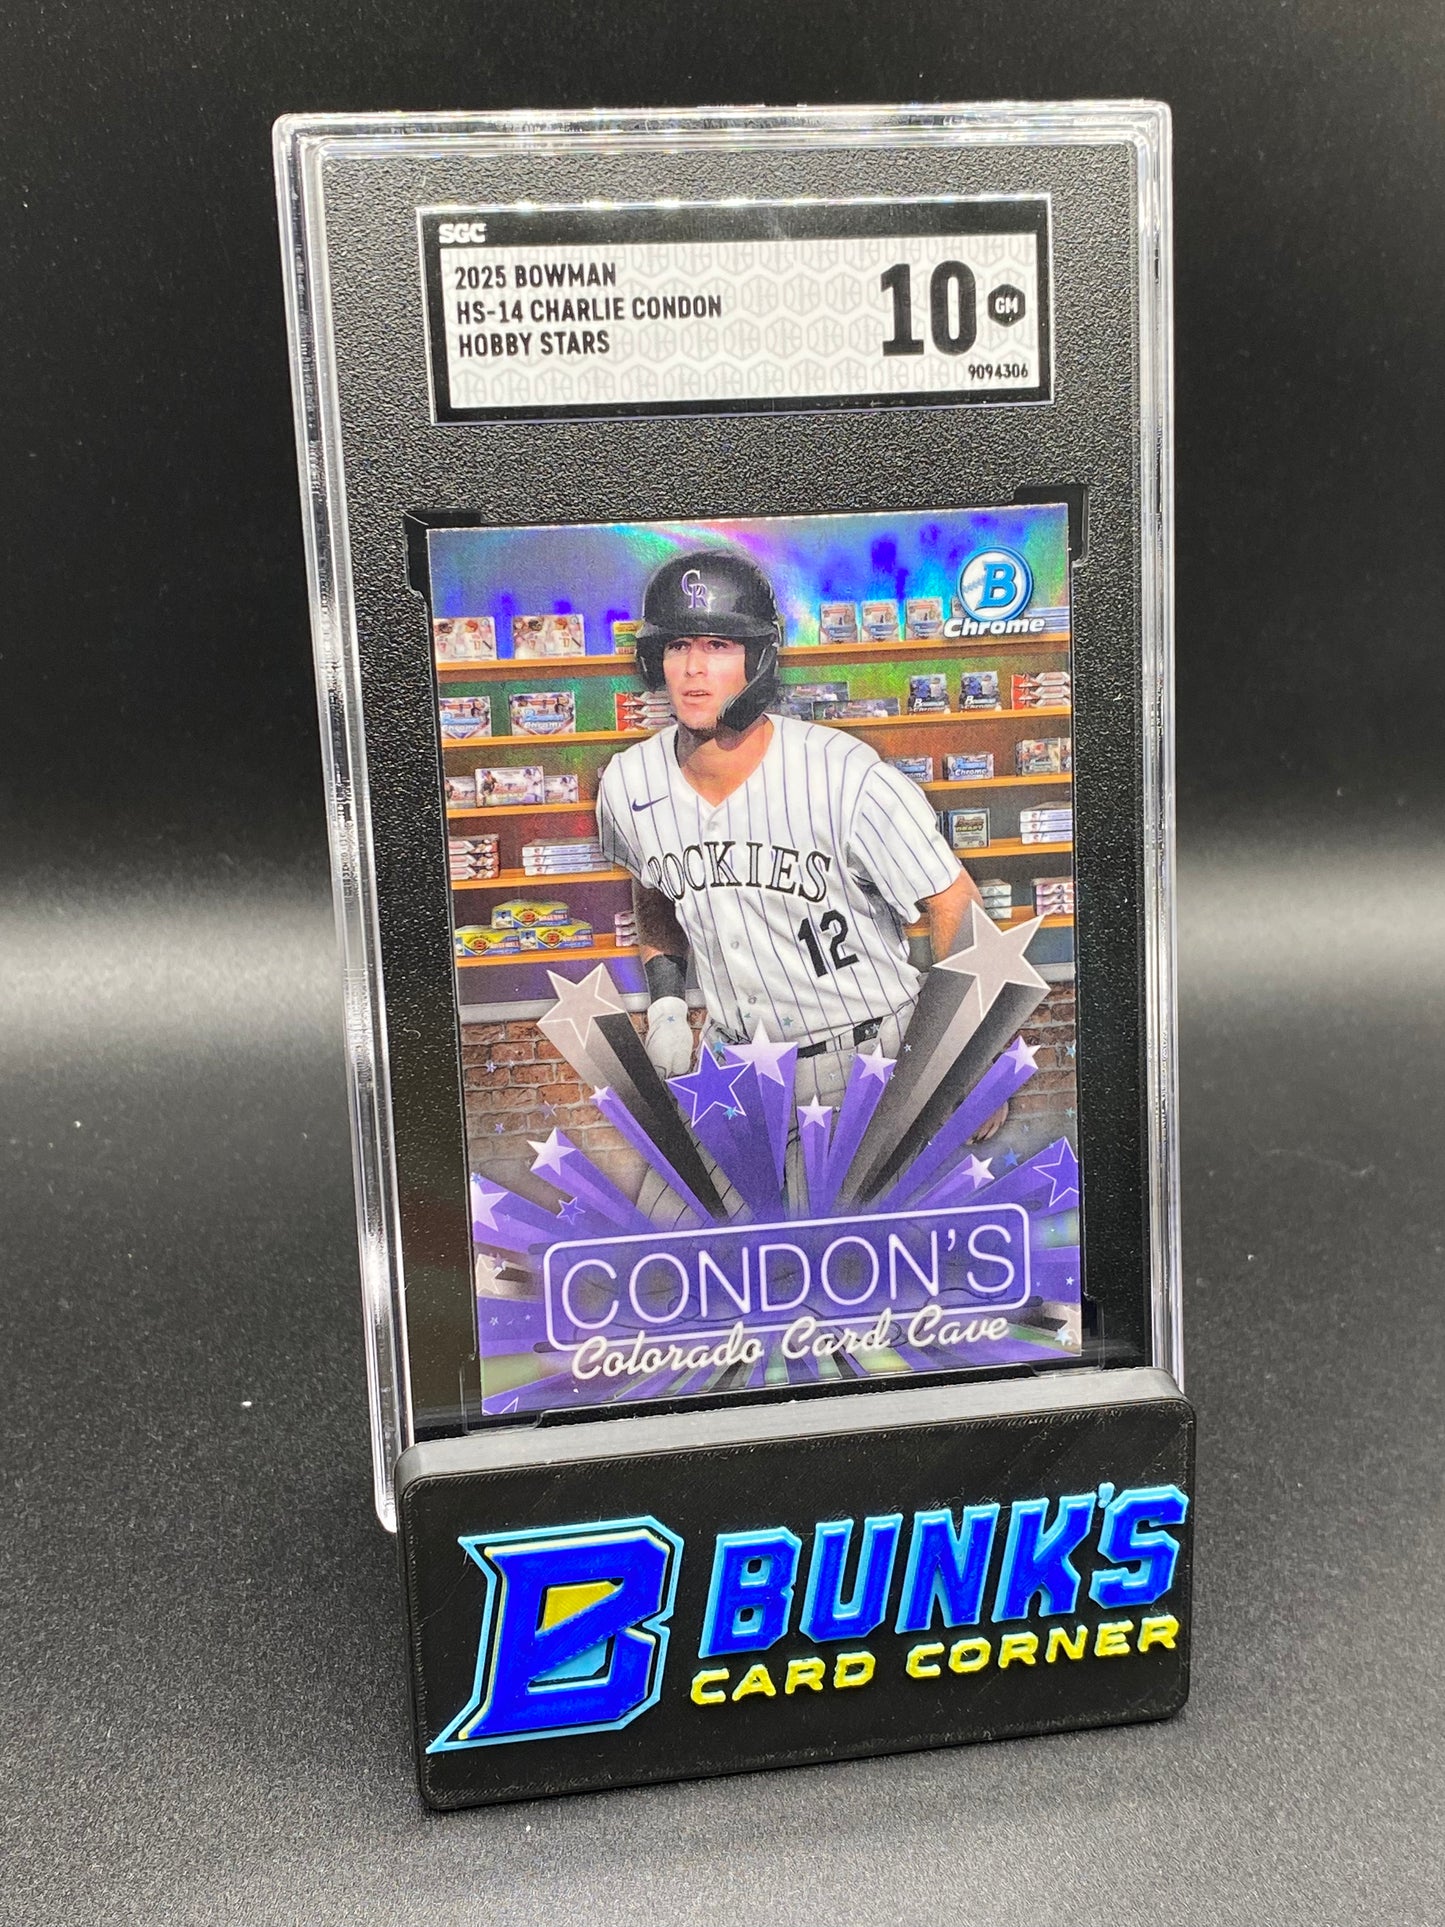 SGC
2025 BOWMAN
HS-14 CHARLIE CONDON
HOBBY STARS
10 GM
9094306
CR
B
Chrome
ROCKIES
12
CONDON'S
Colorado Card Cave
B BUNK'S
CARD CORNER